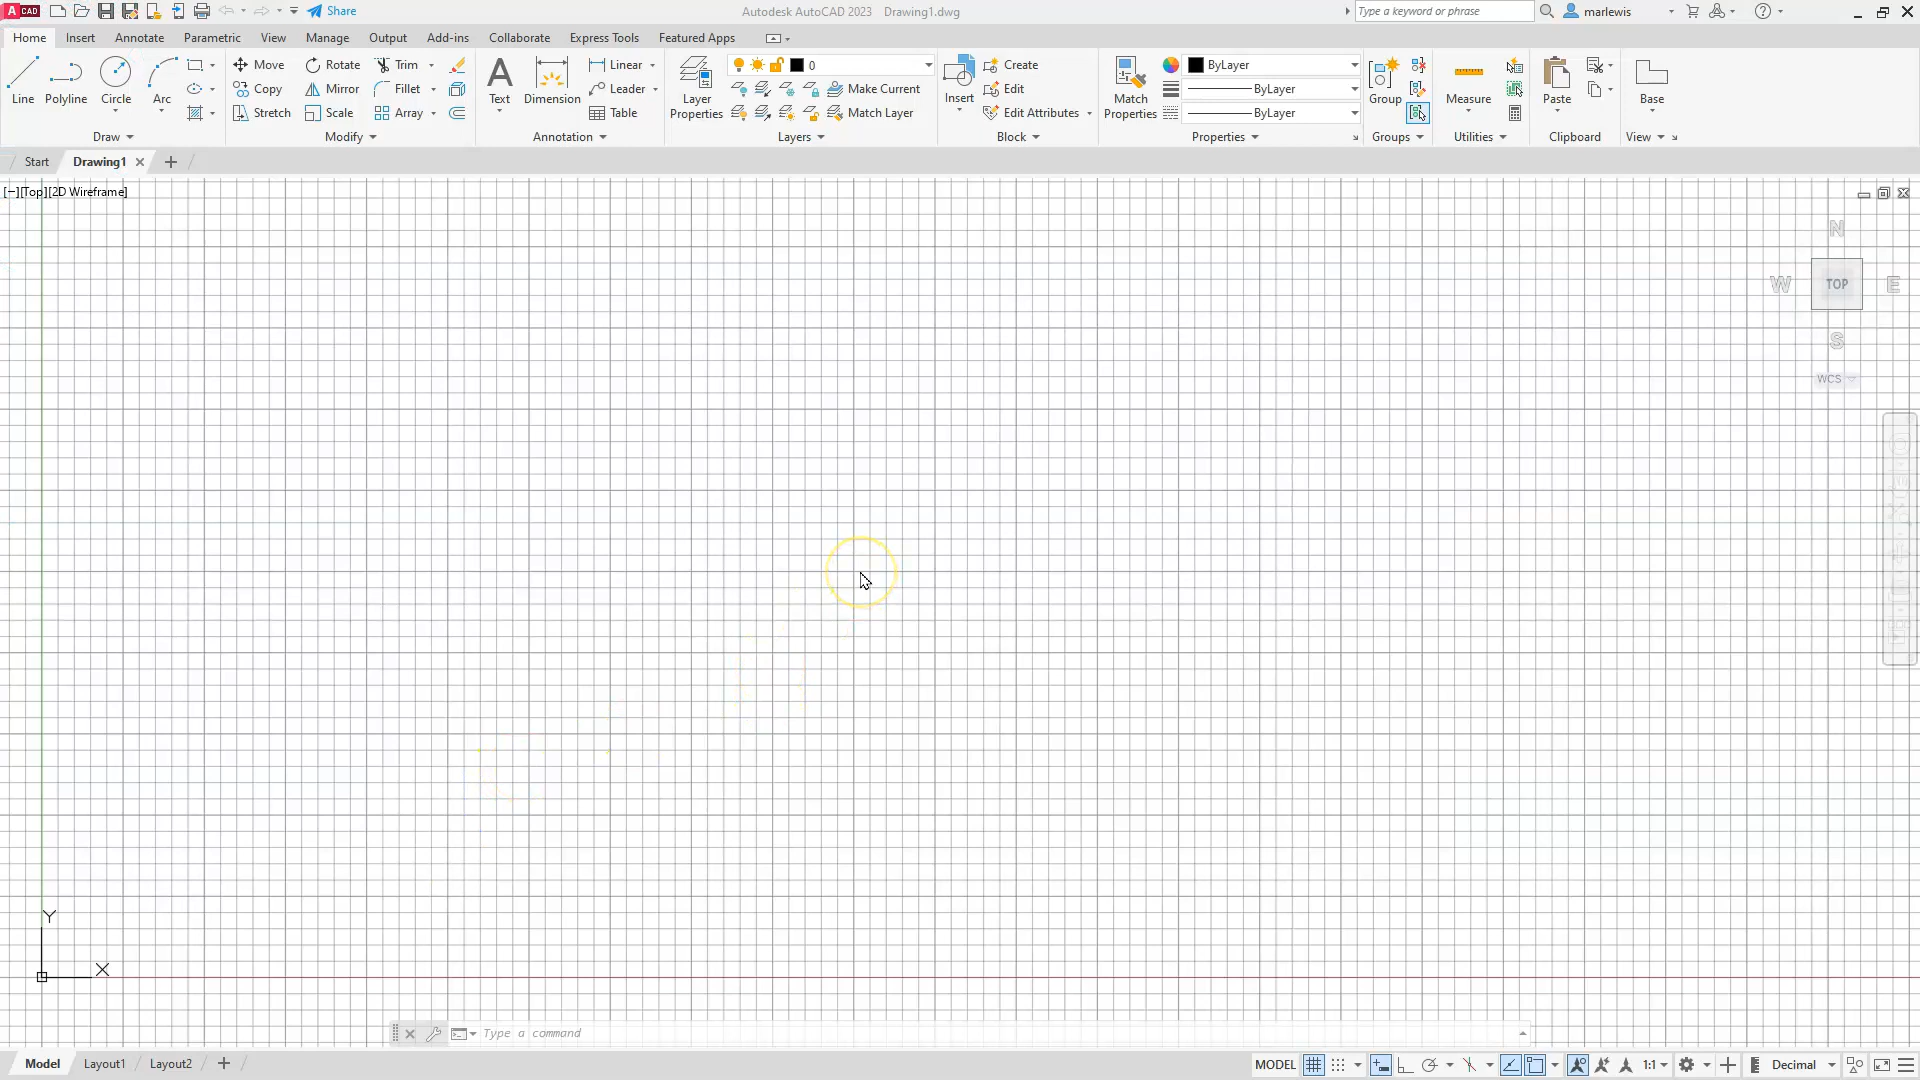 A CAD Share Autodesk AutoCAD 2023 Drawing1.dwg Type a keyword or phrase marlewis
Home Insert Annotate Parametric View Manage Output Add-ins Collaborate Express Tools Featured Apps
Line Polyline Circle Arc
Draw
Move Rotate Trim
Copy Mirror Fillet
Stretch Scale Array
Modify
Text Dimension
Linear
Leader
Table
Annotation
Layer
Properties
0
Make Current
Match Layer
Layers
Insert
Create
Edit
Edit Attributes
Block
Match
Properties
ByLayer
ByLayer
ByLayer
Properties
Group
Groups
Measure
Utilities
Paste
Clipboard
Base
View
Start Drawing1
[−][Top][2D Wireframe]
N
W TOP E
S
WCS
Y
X
Type a command
Model Layout1 Layout2 MODEL 1:1 Decimal